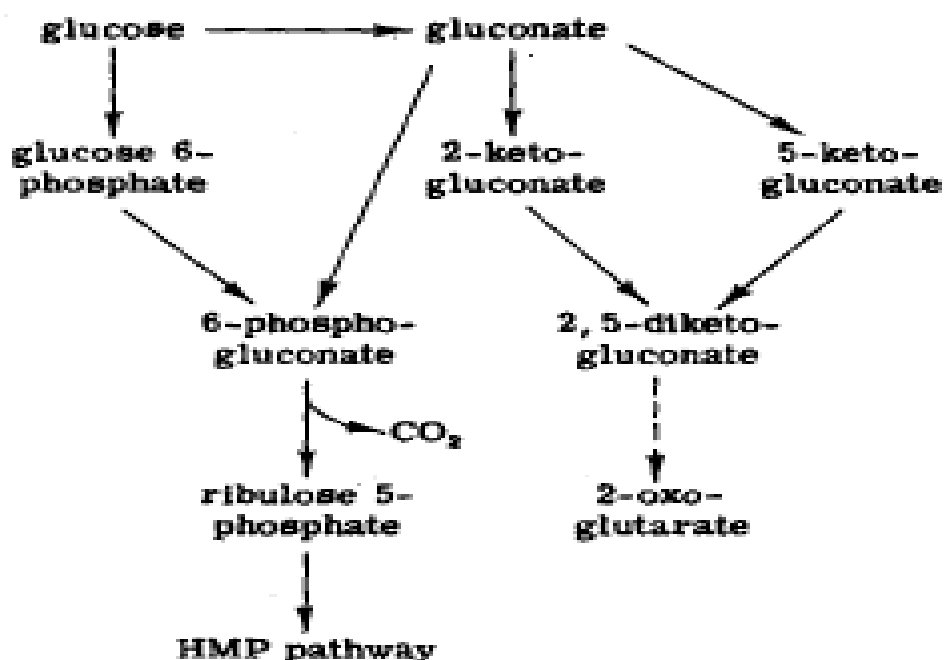 glucose gluconate
glucose 6- 2-keto- 5-keto-
phosphate gluconate gluconate
6-phospho- 2,5-diketo-
gluconate gluconate
CO₂
ribulose 5- 2-oxo-
phosphate glutarate
HMP pathway